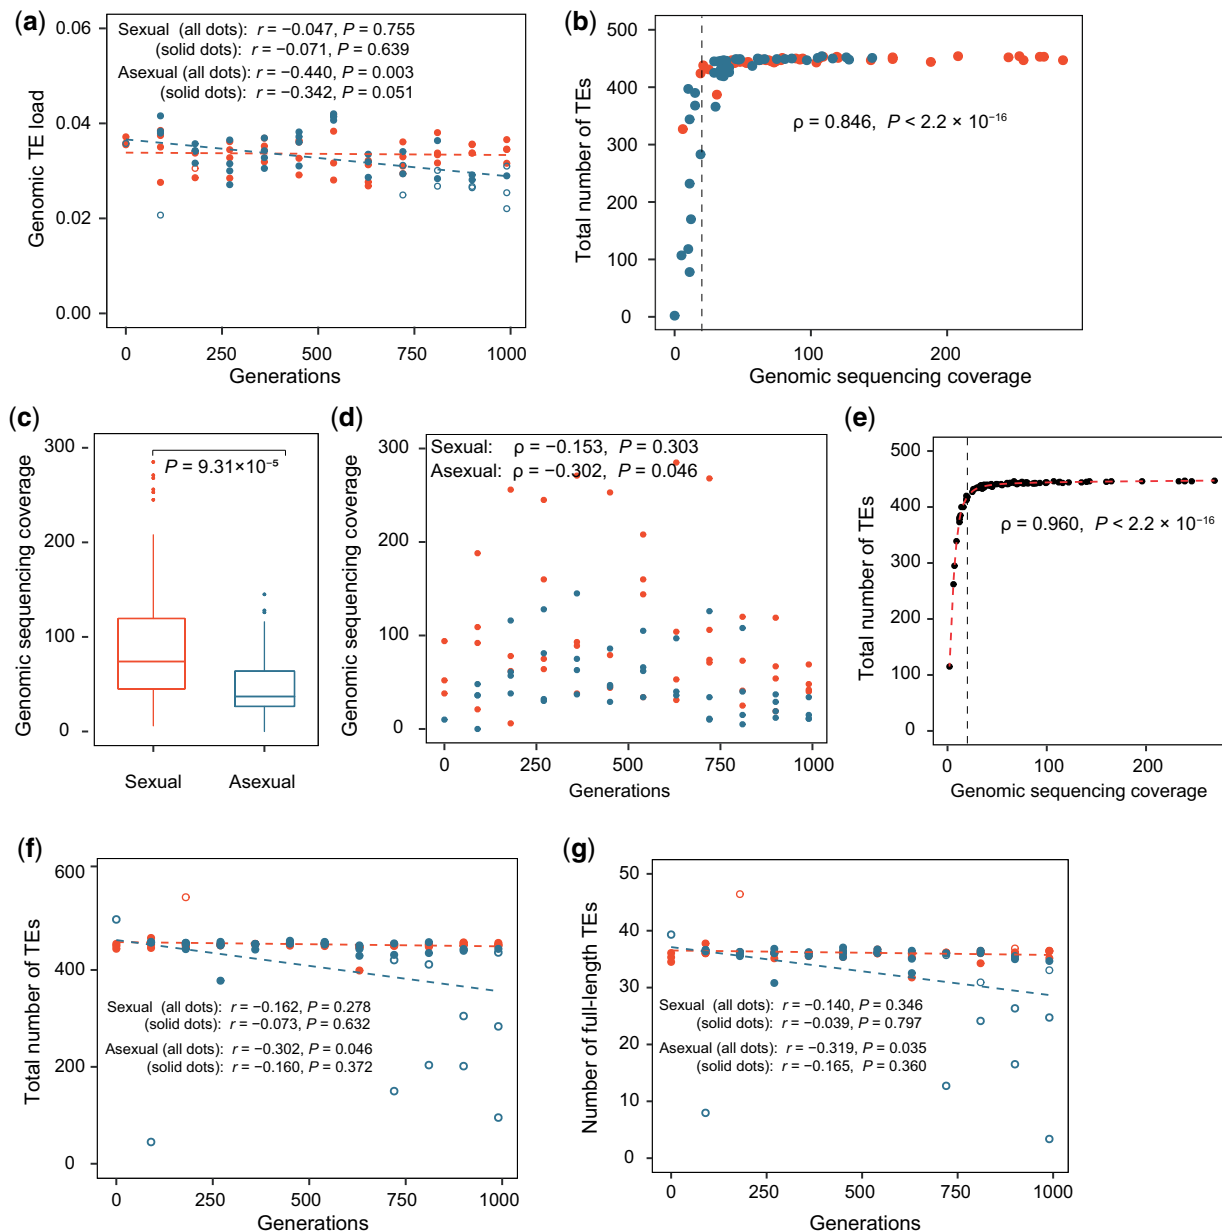 (a)
Sexual (all dots): r = −0.047, P = 0.755
(solid dots): r = −0.071, P = 0.639
Asexual (all dots): r = −0.440, P = 0.003
(solid dots): r = −0.342, P = 0.051
Genomic TE load
0.06
0.04
0.02
0.00
0 250 500 750 1000
Generations
(b)
ρ = 0.846, P < 2.2 × 10⁻¹⁶
Total number of TEs
500
400
300
200
100
0
0 100 200
Genomic sequencing coverage
(c)
P = 9.31×10⁻⁵
Genomic sequencing coverage
300
200
100
0
Sexual Asexual
(d)
Sexual: ρ = −0.153, P = 0.303
Asexual: ρ = −0.302, P = 0.046
Genomic sequencing coverage
300
200
100
0
0 250 500 750 1000
Generations
(e)
ρ = 0.960, P < 2.2 × 10⁻¹⁶
Total number of TEs
500
400
300
200
100
0
0 100 200
Genomic sequencing coverage
(f)
Total number of TEs
600
400
200
0
Sexual (all dots): r = −0.162, P = 0.278
(solid dots): r = −0.073, P = 0.632
Asexual (all dots): r = −0.302, P = 0.046
(solid dots): r = −0.160, P = 0.372
0 250 500 750 1000
Generations
(g)
Number of full-length TEs
50
40
30
20
10
0
Sexual (all dots): r = −0.140, P = 0.346
(solid dots): r = −0.039, P = 0.797
Asexual (all dots): r = −0.319, P = 0.035
(solid dots): r = −0.165, P = 0.360
0 250 500 750 1000
Generations